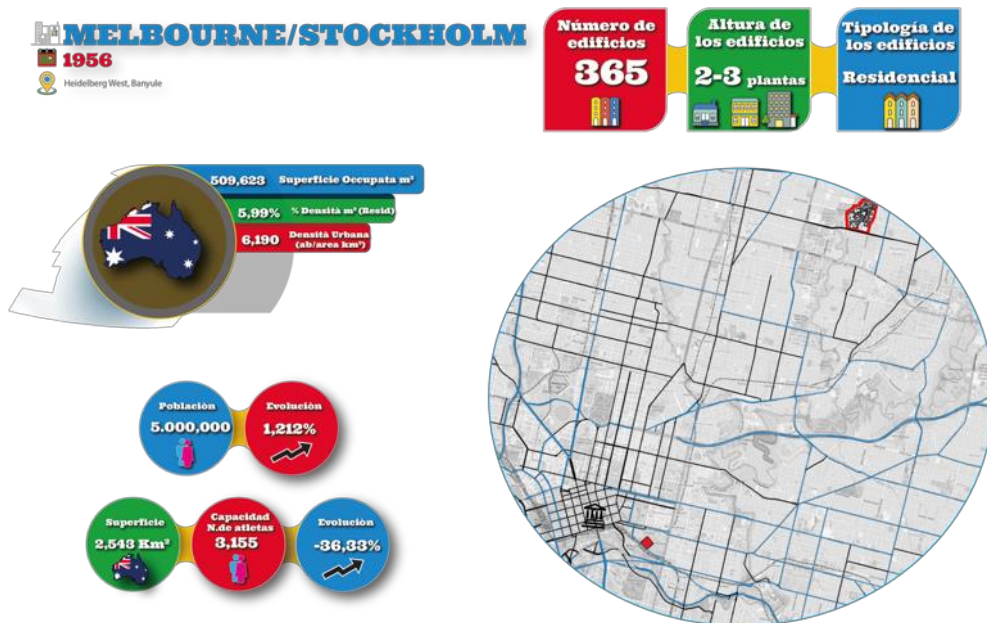 MELBOURNE/STOCKHOLM
1956
Heidelberg West, Banyule
Número de
edificios
365
Altura de
los edificios
2-3 plantas
Tipología de
los edificios
Residencial
509,623 Superficie Occupata m²
5,99% % Densità m² (Resid)
6,190 Densità Urbana
(ab/area km²)
Población
5.000,000
Evolución
1,212%
Superficie
2,543 Km²
Capacidad
N.de atletas
3,155
Evolución
-36,33%